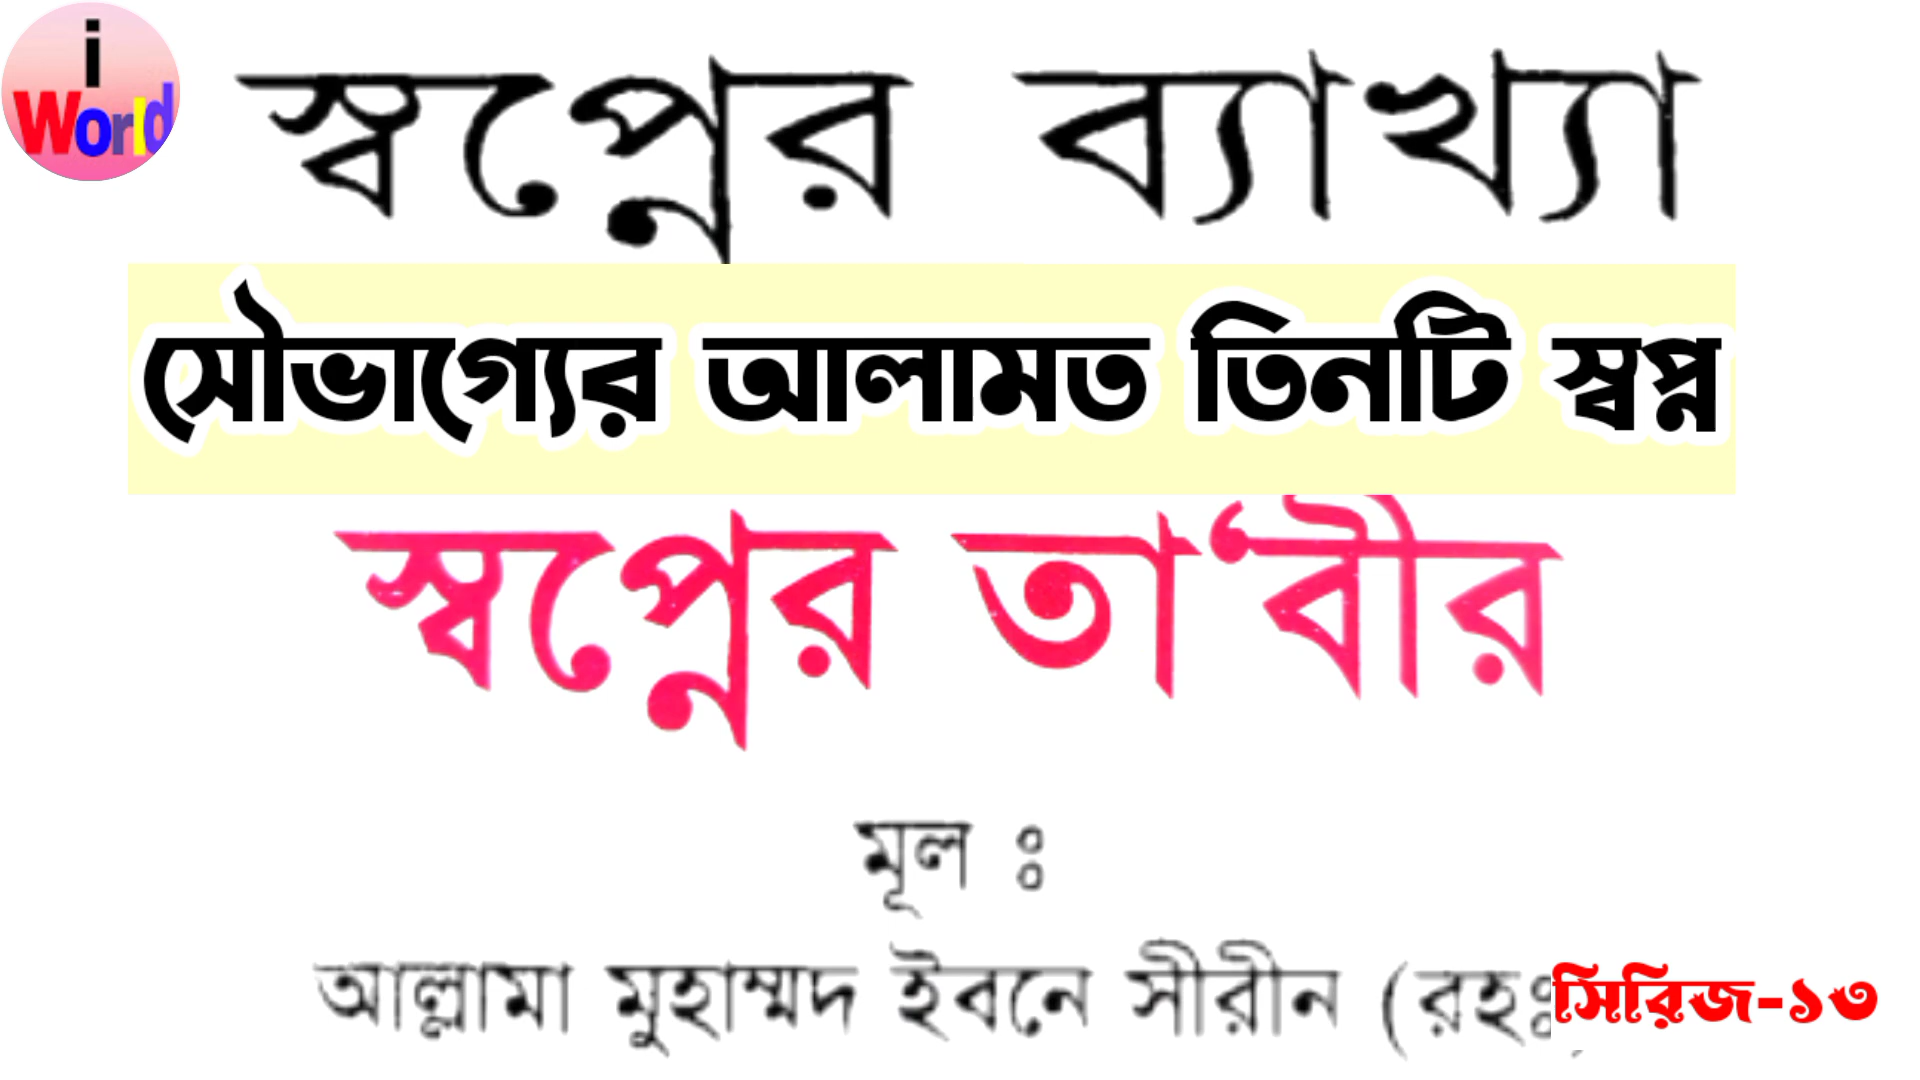 i
World
স্বপ্নের ব্যাখ্যা
সৌভাগ্যের আলামত তিনটি স্বপ্ন
স্বপ্নের তা‘বীর
মূল ঃ
আল্লামা মুহাম্মদ ইবনে সীরীন (রহঃ
সিরিজ-১৩